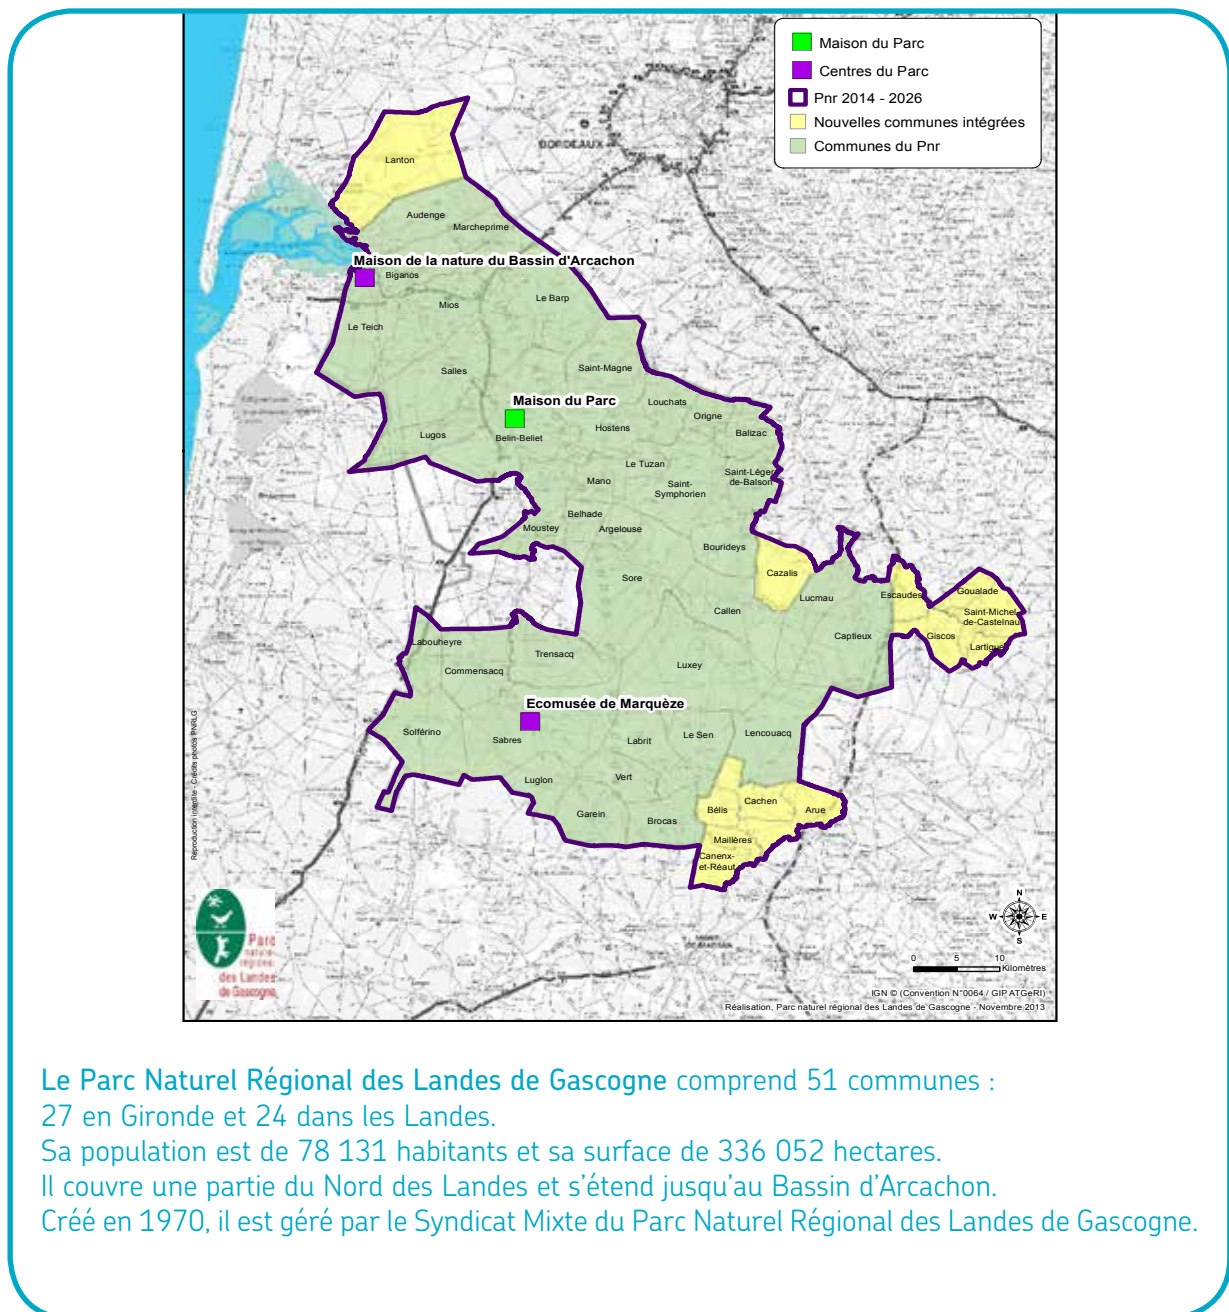 Maison du Parc
Centres du Parc
Pnr 2014 - 2026
Nouvelles communes intégrées
Communes du Pnr
BORDEAUX
Lanton
Audenge
Marcheprime
Maison de la nature du Bassin d'Arcachon
Biganos
Mios
Le Barp
Le Teich
Salles
Saint-Magne
Maison du Parc
Louchats
Origne
Lugos
Belin-Beliet
Hostens
Balizac
Le Tuzan
Mano
Saint-
Symphorien
Saint-Léger
de-Balson
Belhade
Moustey
Argelouse
Bourideys
Sore
Cazalis
Callen
Lucmau
Escaudes
Goualade
Saint-Michel
de-Castelnau
Giscos
Lartigue
Captieux
Labouheyre
Trensacq
Commensacq
Luxey
Ecomusée de Marquèze
Solférino
Sabres
Labrit
Le Sen
Lencouacq
Luglon
Vert
Garein
Brocas
Bélis
Cachen
Arue
Maillères
Canenx-
et-Réaut
Reproduction interdite - Crédits photos PNRLG
Parc
naturel
régional
des Landes
de Gascogne
N
W E
S
0 5 10
Kilomètres
IGN © (Convention N°0064 / GIP ATGeRI)
Réalisation, Parc naturel régional des Landes de Gascogne - Novembre 2013
Le Parc Naturel Régional des Landes de Gascogne comprend 51 communes :
27 en Gironde et 24 dans les Landes.
Sa population est de 78 131 habitants et sa surface de 336 052 hectares.
Il couvre une partie du Nord des Landes et s'étend jusqu'au Bassin d'Arcachon.
Créé en 1970, il est géré par le Syndicat Mixte du Parc Naturel Régional des Landes de Gascogne.